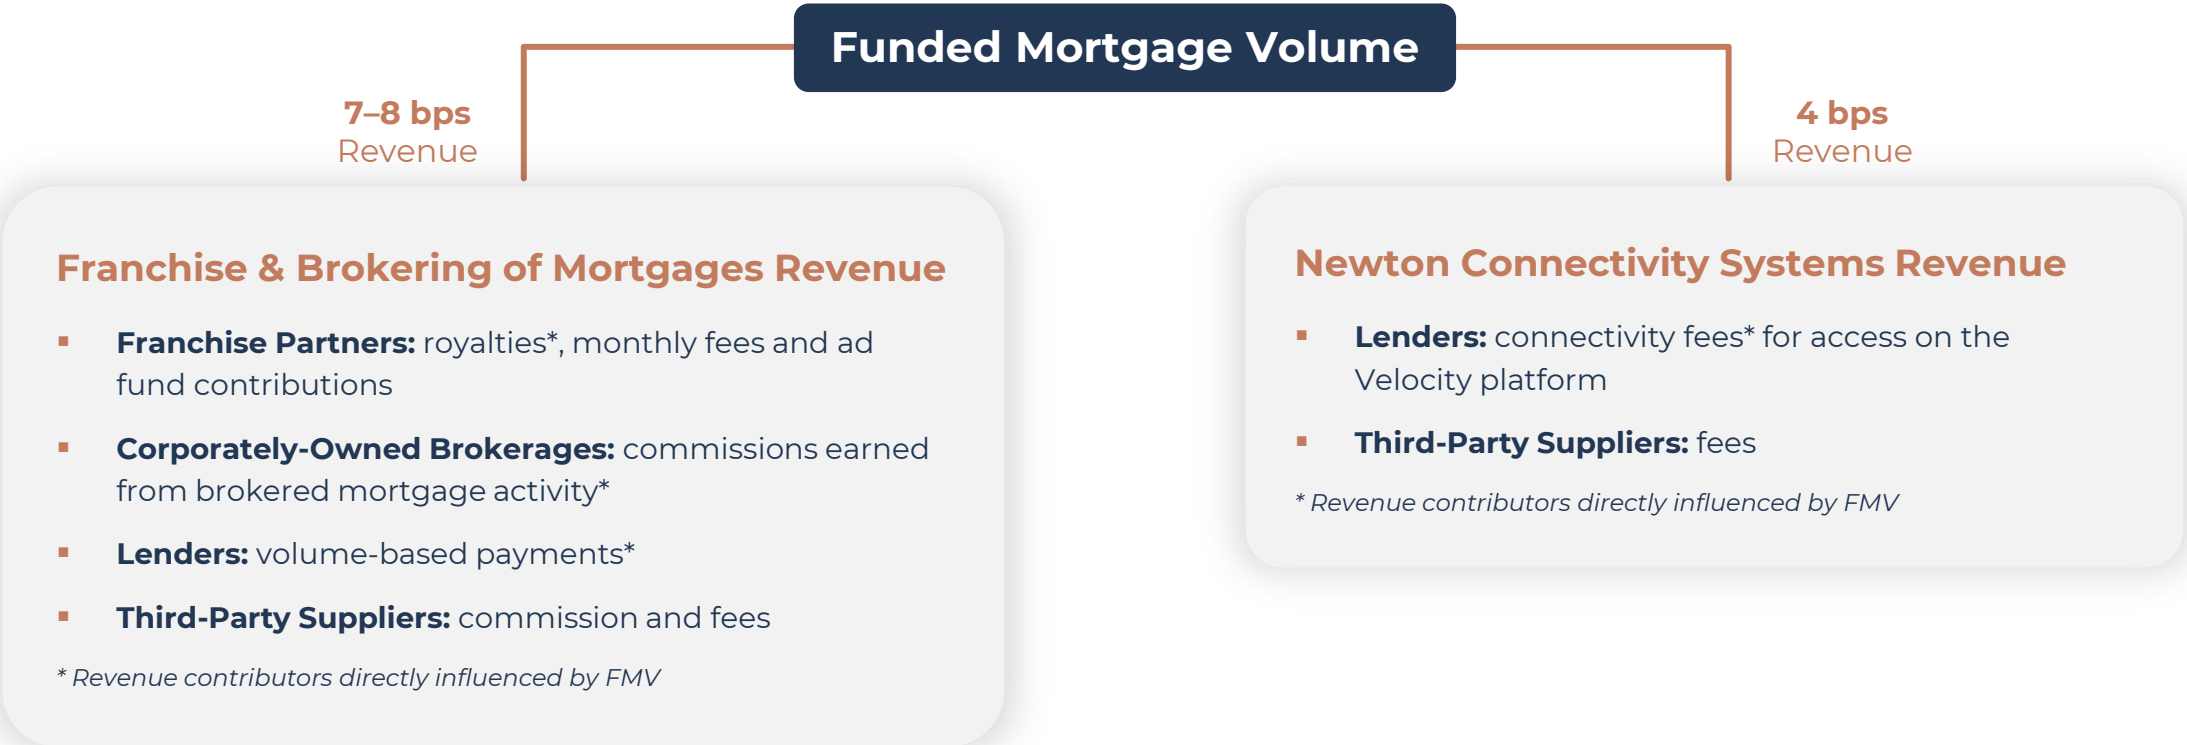 Funded Mortgage Volume
7–8 bps
Revenue
4 bps
Revenue
Franchise & Brokering of Mortgages Revenue
▪ Franchise Partners: royalties*, monthly fees and ad
fund contributions
▪ Corporately-Owned Brokerages: commissions earned
from brokered mortgage activity*
▪ Lenders: volume-based payments*
▪ Third-Party Suppliers: commission and fees
* Revenue contributors directly influenced by FMV
Newton Connectivity Systems Revenue
▪ Lenders: connectivity fees* for access on the
Velocity platform
▪ Third-Party Suppliers: fees
* Revenue contributors directly influenced by FMV